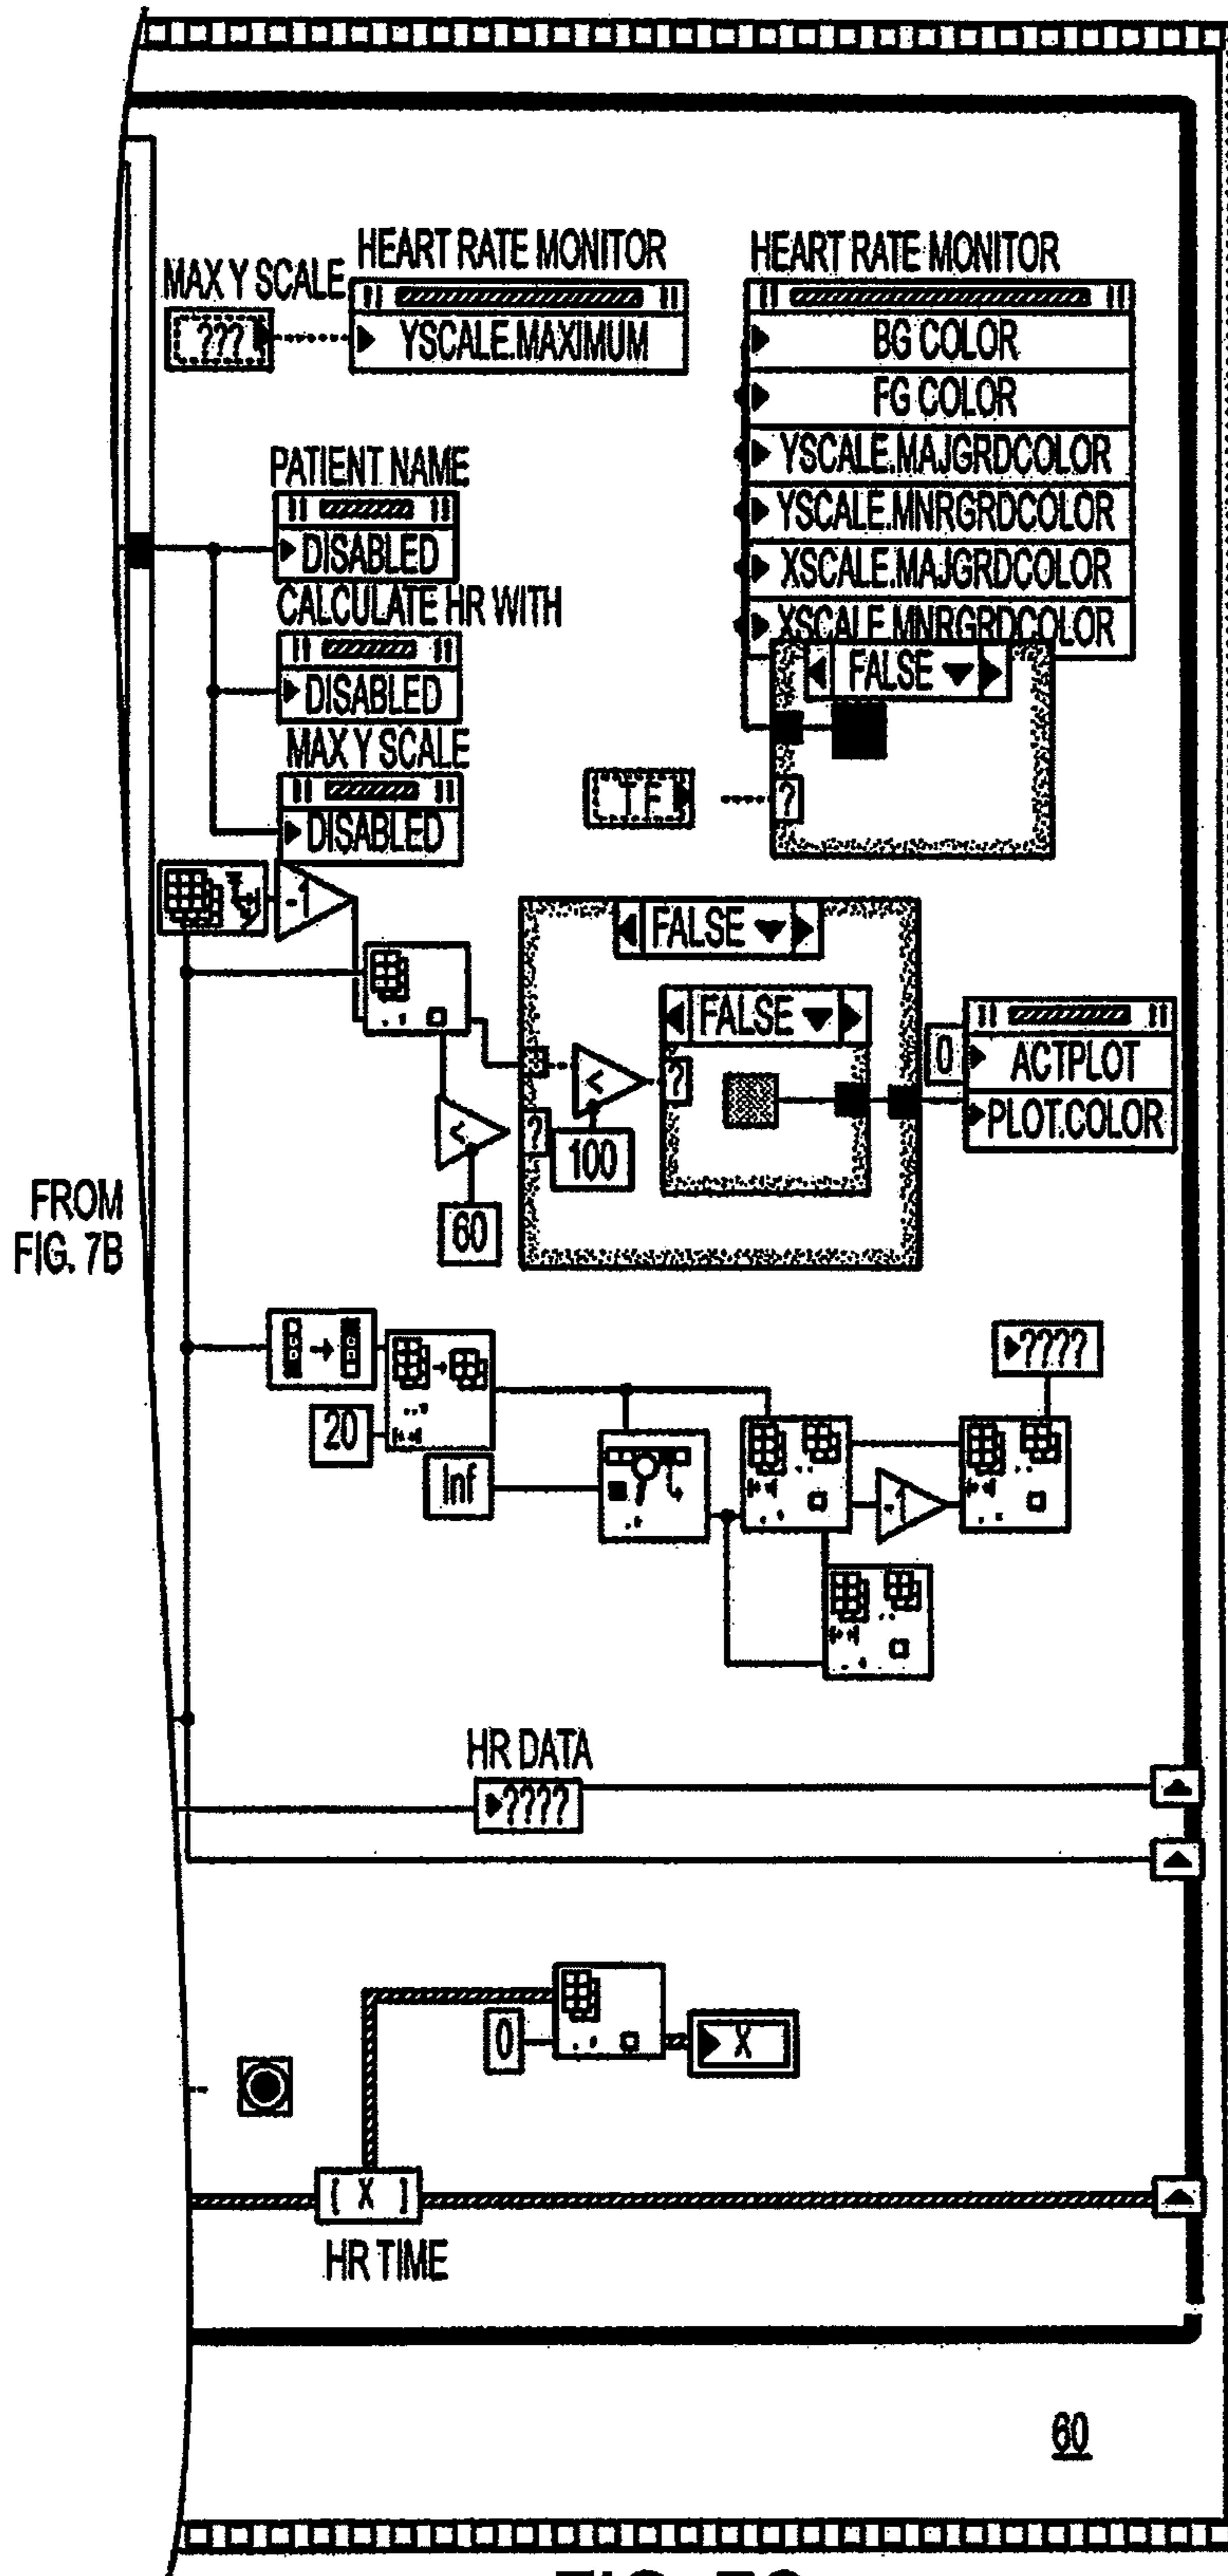 HEART RATE MONITOR
HEART RATE MONITOR
MAX Y SCALE
???
YSCALE.MAXIMUM
BG COLOR
FG COLOR
YSCALE.MAJGRDCOLOR
YSCALE.MNRGRDCOLOR
XSCALE.MAJGRDCOLOR
XSCALE.MNRGRDCOLOR
PATIENT NAME
DISABLED
CALCULATE HR WITH
DISABLED
MAX Y SCALE
DISABLED
FALSE
TF
?
-1
FALSE
FALSE
0
ACTPLOT
PLOT.COLOR
<
?
<
?
100
60
FROM
FIG. 7B
????
20
Inf
-1
HR DATA
????
0
X
[ X ]
HR TIME
60